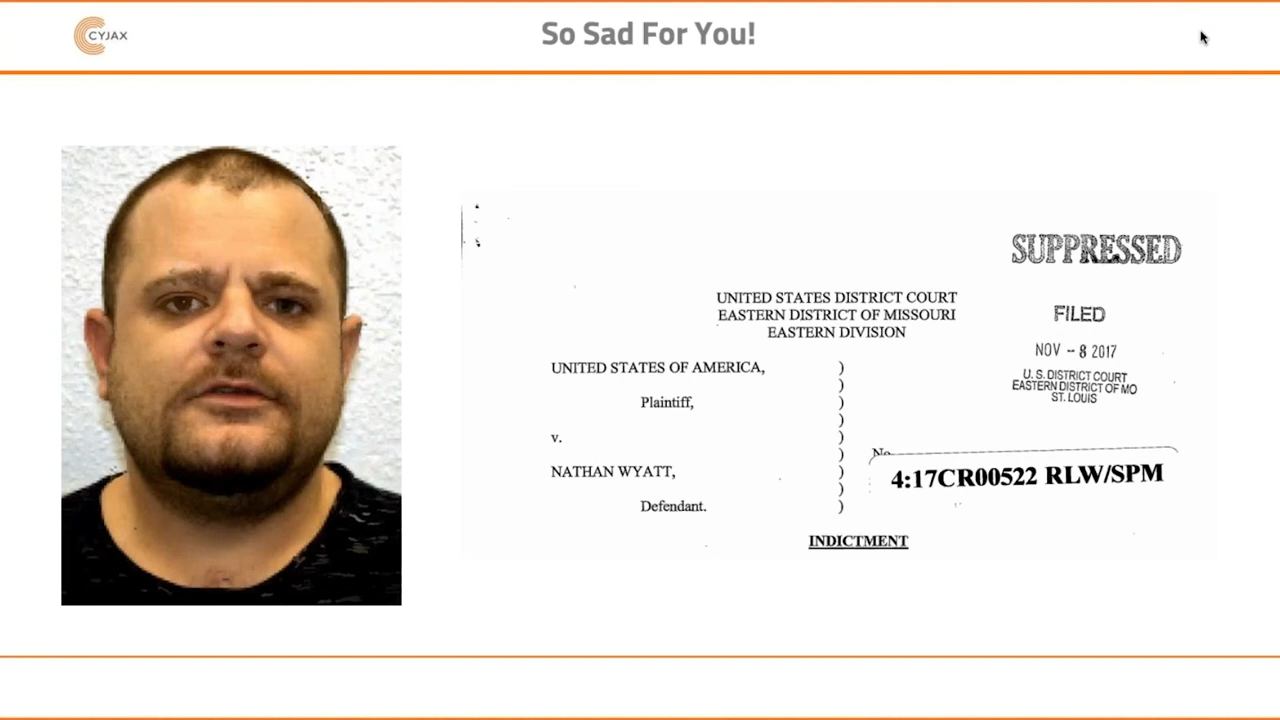 CYJAX
So Sad For You!
SUPPRESSED
UNITED STATES DISTRICT COURT
EASTERN DISTRICT OF MISSOURI
EASTERN DIVISION
FILED
NOV - 8 2017
U. S. DISTRICT COURT
EASTERN DISTRICT OF MO
ST. LOUIS
UNITED STATES OF AMERICA, )
)
Plaintiff, )
)
v. )
) No.
NATHAN WYATT, ) 4:17CR00522 RLW/SPM
)
Defendant. )
INDICTMENT